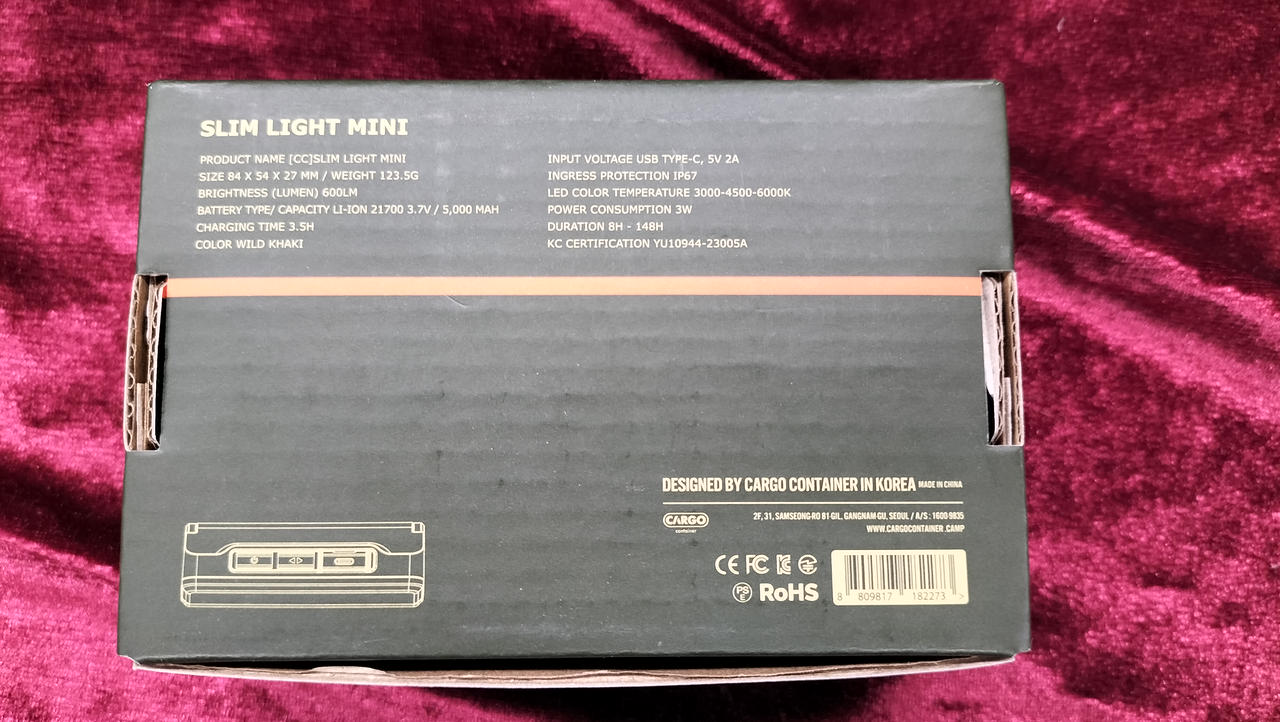 SLIM LIGHT MINI
PRODUCT NAME [CC]SLIM LIGHT MINI
SIZE 84 X 54 X 27 MM / WEIGHT 123.5G
BRIGHTNESS (LUMEN) 600LM
BATTERY TYPE/ CAPACITY LI-ION 21700 3.7V / 5,000 MAH
CHARGING TIME 3.5H
COLOR WILD KHAKI
INPUT VOLTAGE USB TYPE-C, 5V 2A
INGRESS PROTECTION IP67
LED COLOR TEMPERATURE 3000-4500-6000K
POWER CONSUMPTION 3W
DURATION 8H - 148H
KC CERTIFICATION YU10944-23005A
DESIGNED BY CARGO CONTAINER IN KOREA MADE IN CHINA
CARGO
container
2F, 31, SAMSEONG-RO 81-GIL, GANGNAM-GU, SEOUL / A/S : 1600 9835
WWW.CARGOCONTAINER .CAMP
CE FC
PS
E
RoHS
8 809817 182273 >